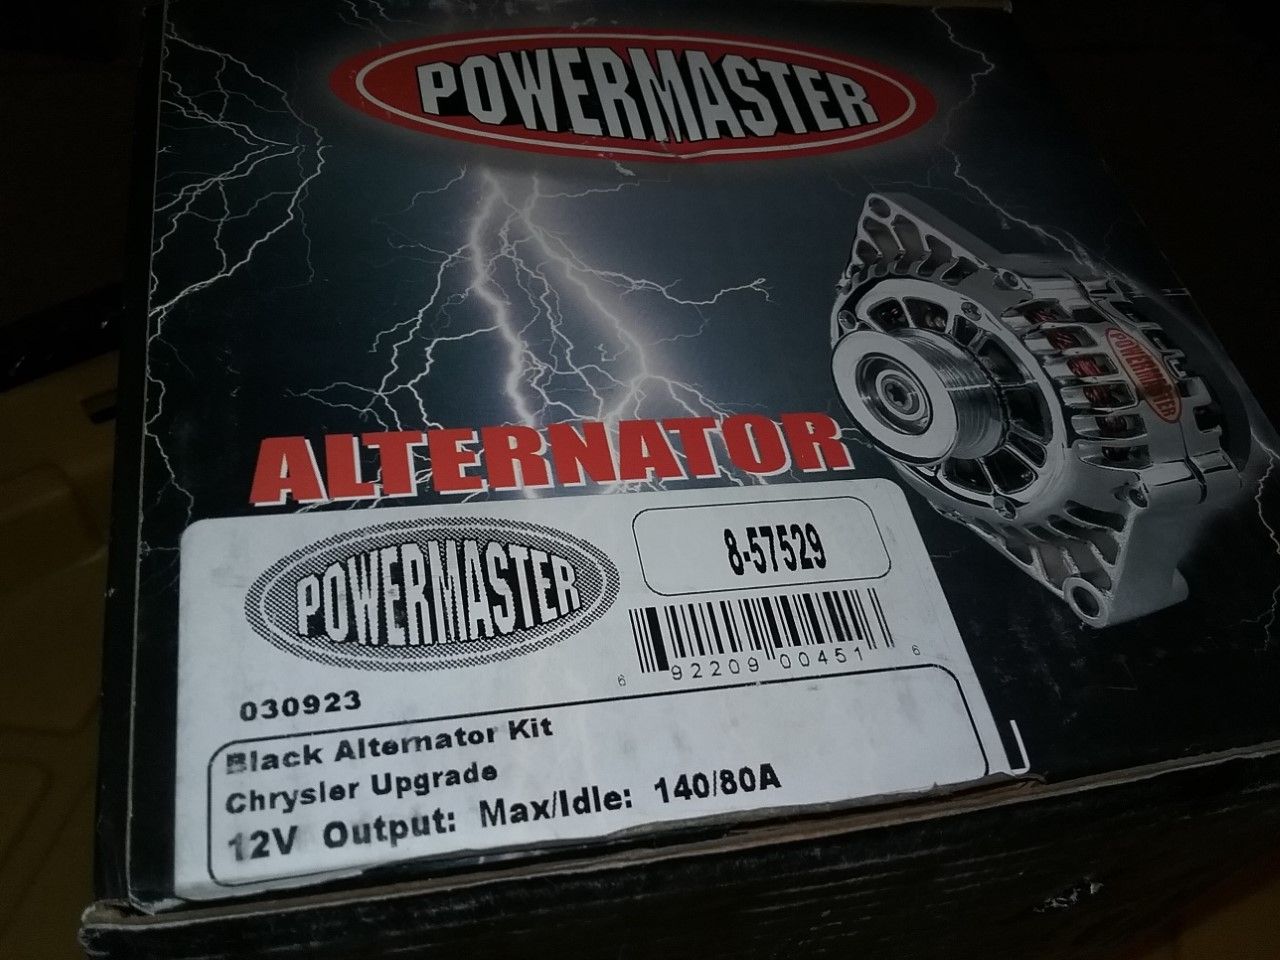 POWERMASTER
POWERMASTER
ALTERNATOR
POWERMASTER
8-57529
6 92209 00451 6
030923
Black Alternator Kit
Chrysler Upgrade
12V Output: Max/Idle: 140/80A